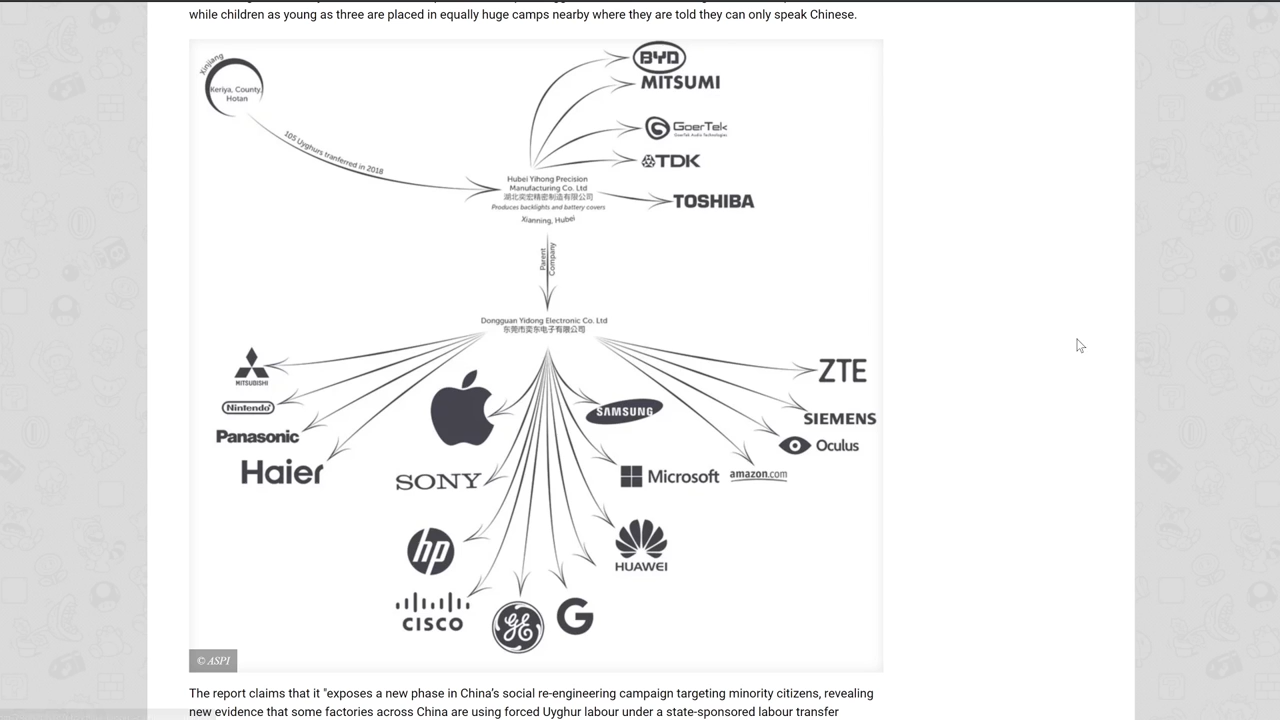 while children as young as three are placed in equally huge camps nearby where they are told they can only speak Chinese.
Xinjiang
Keriya, County,
Hotan
105 Uyghurs tranferred in 2018
BYD
MITSUMI
GoerTek
GoerTek Audio Technologies
TDK
TOSHIBA
Hubei Yihong Precision
Manufacturing Co. Ltd
湖北奕宏精密制造有限公司
Produces backlights and battery covers
Xianning, Hubei
Parent
Company
Dongguan Yidong Electronic Co. Ltd
东莞市奕东电子有限公司
MITSUBISHI
Nintendo
Panasonic
Haier
SONY
hp
CISCO
GE
G
HUAWEI
Microsoft
SAMSUNG
amazon.com
Oculus
SIEMENS
ZTE
© ASPI
The report claims that it "exposes a new phase in China's social re-engineering campaign targeting minority citizens, revealing
new evidence that some factories across China are using forced Uyghur labour under a state-sponsored labour transfer